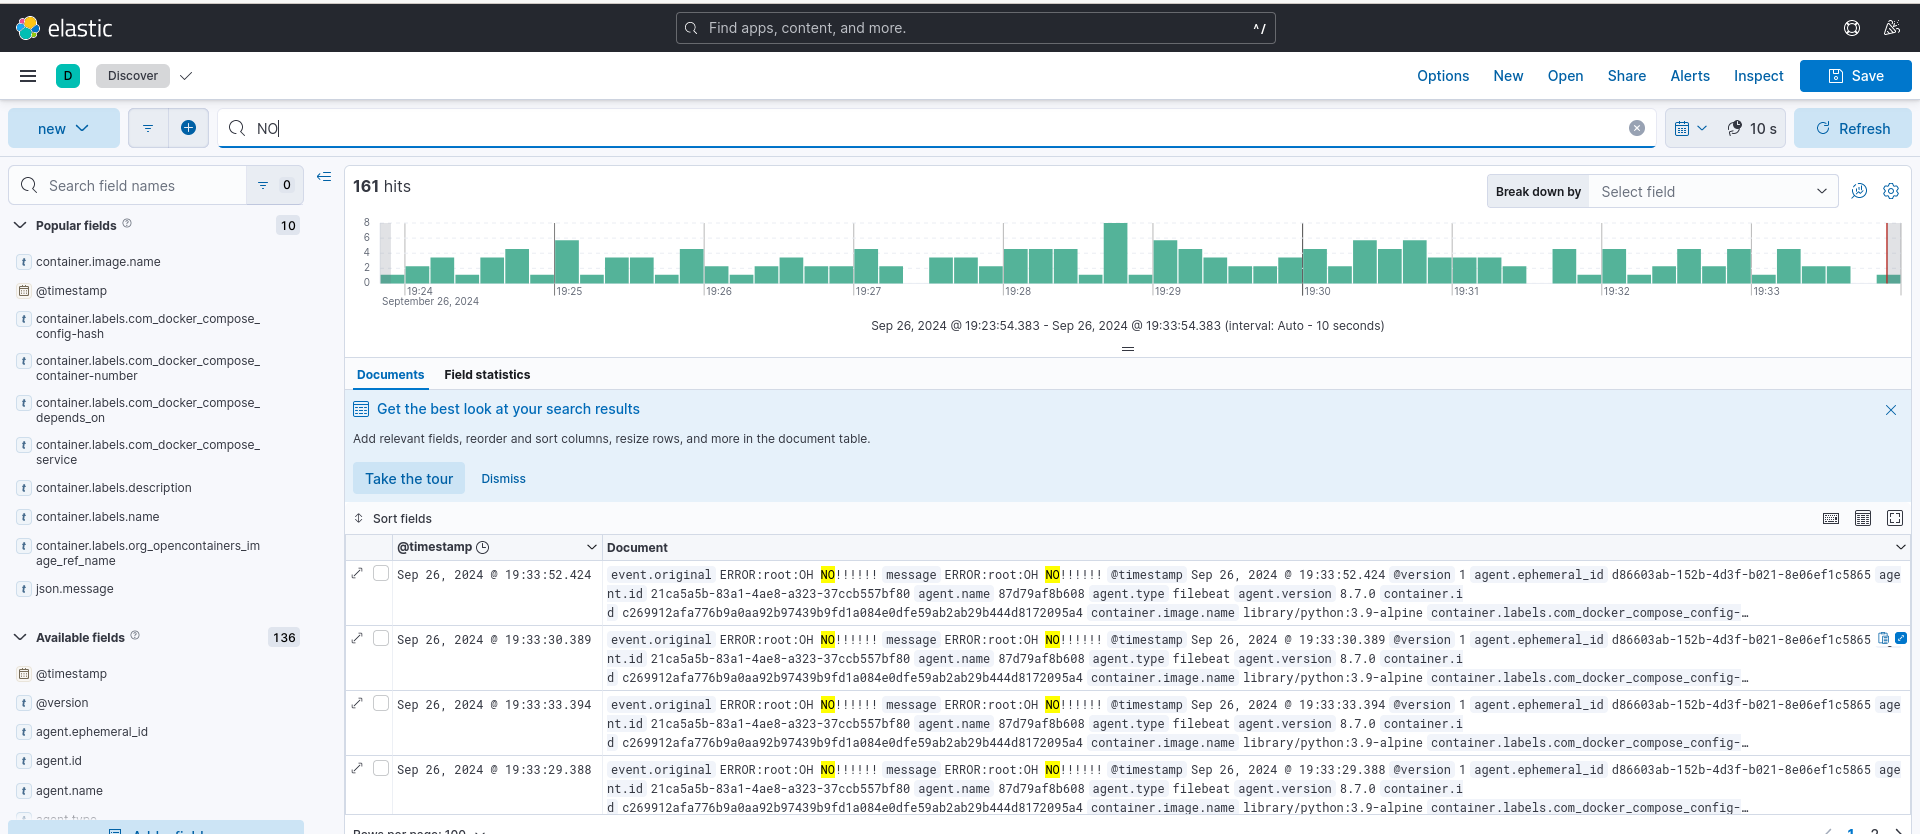 elastic
Find apps, content, and more.
^/
D
Discover
Options
New
Open
Share
Alerts
Inspect
Save
new
NO
10 s
Refresh
Search field names
0
Popular fields
10
container.image.name
@timestamp
container.labels.com_docker_compose_
config-hash
container.labels.com_docker_compose_
container-number
container.labels.com_docker_compose_
depends_on
container.labels.com_docker_compose_
service
container.labels.description
container.labels.name
container.labels.org_opencontainers_im
age_ref_name
json.message
Available fields
136
@timestamp
@version
agent.ephemeral_id
agent.id
agent.name
agent.type
161 hits
Break down by
Select field
8
6
4
2
0
19:24
19:25
19:26
19:27
19:28
19:29
19:30
19:31
19:32
19:33
September 26, 2024
Sep 26, 2024 @ 19:23:54.383 - Sep 26, 2024 @ 19:33:54.383 (interval: Auto - 10 seconds)
Documents
Field statistics
Get the best look at your search results
Add relevant fields, reorder and sort columns, resize rows, and more in the document table.
Take the tour
Dismiss
Sort fields
@timestamp
Document
Sep 26, 2024 @ 19:33:52.424
event.original ERROR:root:OH NO!!!!!! message ERROR:root:OH NO!!!!!! @timestamp Sep 26, 2024 @ 19:33:52.424 @version 1 agent.ephemeral_id d86603ab-152b-4d3f-b021-8e06ef1c5865 age
nt.id 21ca5a5b-83a1-4ae8-a323-37ccb557bf80 agent.name 87d79af8b608 agent.type filebeat agent.version 8.7.0 container.i
d c269912afa776b9a0aa92b97439b9fd1a084e0dfe59ab2ab29b444d8172095a4 container.image.name library/python:3.9-alpine container.labels.com_docker_compose_config-…
Sep 26, 2024 @ 19:33:30.389
event.original ERROR:root:OH NO!!!!!! message ERROR:root:OH NO!!!!!! @timestamp Sep 26, 2024 @ 19:33:30.389 @version 1 agent.ephemeral_id d86603ab-152b-4d3f-b021-8e06ef1c5865
nt.id 21ca5a5b-83a1-4ae8-a323-37ccb557bf80 agent.name 87d79af8b608 agent.type filebeat agent.version 8.7.0 container.i
d c269912afa776b9a0aa92b97439b9fd1a084e0dfe59ab2ab29b444d8172095a4 container.image.name library/python:3.9-alpine container.labels.com_docker_compose_config-…
Sep 26, 2024 @ 19:33:33.394
event.original ERROR:root:OH NO!!!!!! message ERROR:root:OH NO!!!!!! @timestamp Sep 26, 2024 @ 19:33:33.394 @version 1 agent.ephemeral_id d86603ab-152b-4d3f-b021-8e06ef1c5865 age
nt.id 21ca5a5b-83a1-4ae8-a323-37ccb557bf80 agent.name 87d79af8b608 agent.type filebeat agent.version 8.7.0 container.i
d c269912afa776b9a0aa92b97439b9fd1a084e0dfe59ab2ab29b444d8172095a4 container.image.name library/python:3.9-alpine container.labels.com_docker_compose_config-…
Sep 26, 2024 @ 19:33:29.388
event.original ERROR:root:OH NO!!!!!! message ERROR:root:OH NO!!!!!! @timestamp Sep 26, 2024 @ 19:33:29.388 @version 1 agent.ephemeral_id d86603ab-152b-4d3f-b021-8e06ef1c5865 age
nt.id 21ca5a5b-83a1-4ae8-a323-37ccb557bf80 agent.name 87d79af8b608 agent.type filebeat agent.version 8.7.0 container.i
d c269912afa776b9a0aa92b97439b9fd1a084e0dfe59ab2ab29b444d8172095a4 container.image.name library/python:3.9-alpine container.labels.com_docker_compose_config-…
Rows per page: 100
1
2